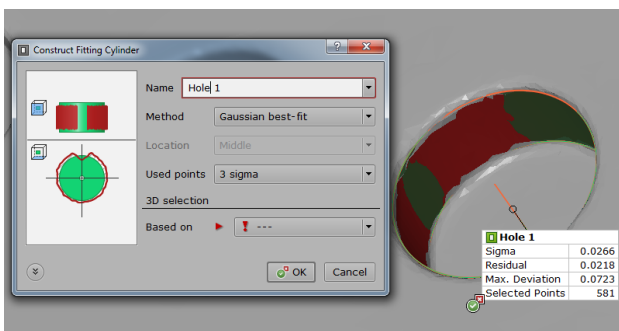 Construct Fitting Cylinder
Name Hole 1
Method Gaussian best-fit
Location Middle
Used points 3 sigma
3D selection
Based on ---
OK Cancel
Hole 1
Sigma 0.0266
Residual 0.0218
Max. Deviation 0.0723
Selected Points 581